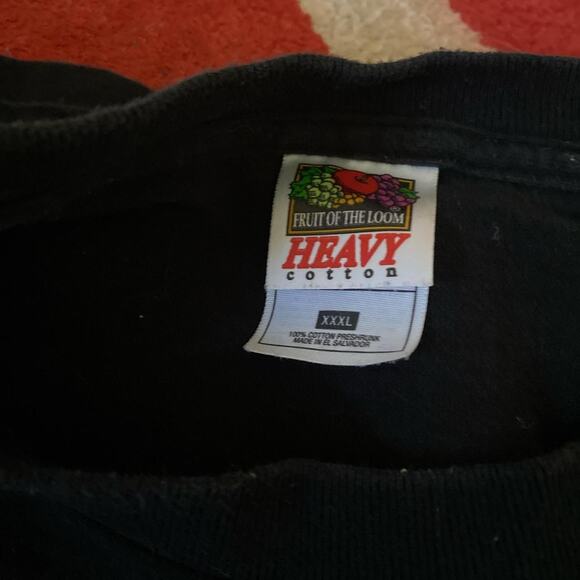 FRUIT OF THE LOOM
®
HEAVY
cotton
XXXL
100% COTTON PRESHRUNK
MADE IN EL SALVADOR